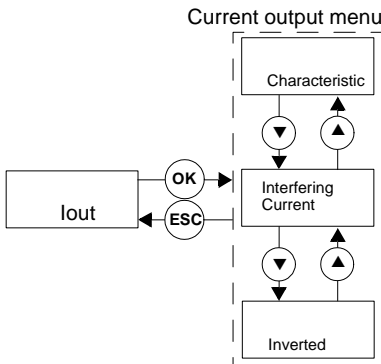 Current output menu
Characteristic
OK
Iout
ESC
Interfering
Current
Inverted